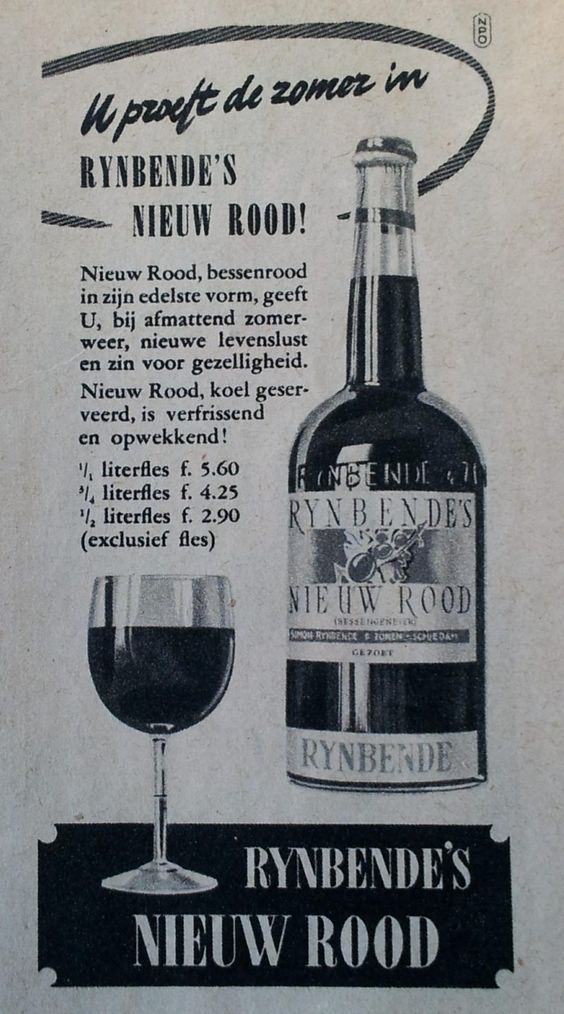 NPO
U proeft de zomer in
RYNBENDE'S
NIEUW ROOD!
Nieuw Rood, bessenrood
in zijn edelste vorm, geeft
U, bij afmattend zomer-
weer, nieuwe levenslust
en zin voor gezelligheid.
Nieuw Rood, koel geser-
veerd, is verfrissend
en opwekkend!
1/1 literfles f. 5.60
3/4 literfles f. 4.25
1/2 literfles f. 2.90
(exclusief fles)
RYNBENDE
RYNBENDE'S
NIEUW ROOD
(BESSENGENEVER)
SIMON RYNBENDE & ZONEN - SCHIEDAM
GEZOET
RYNBENDE
RYNBENDE'S
NIEUW ROOD